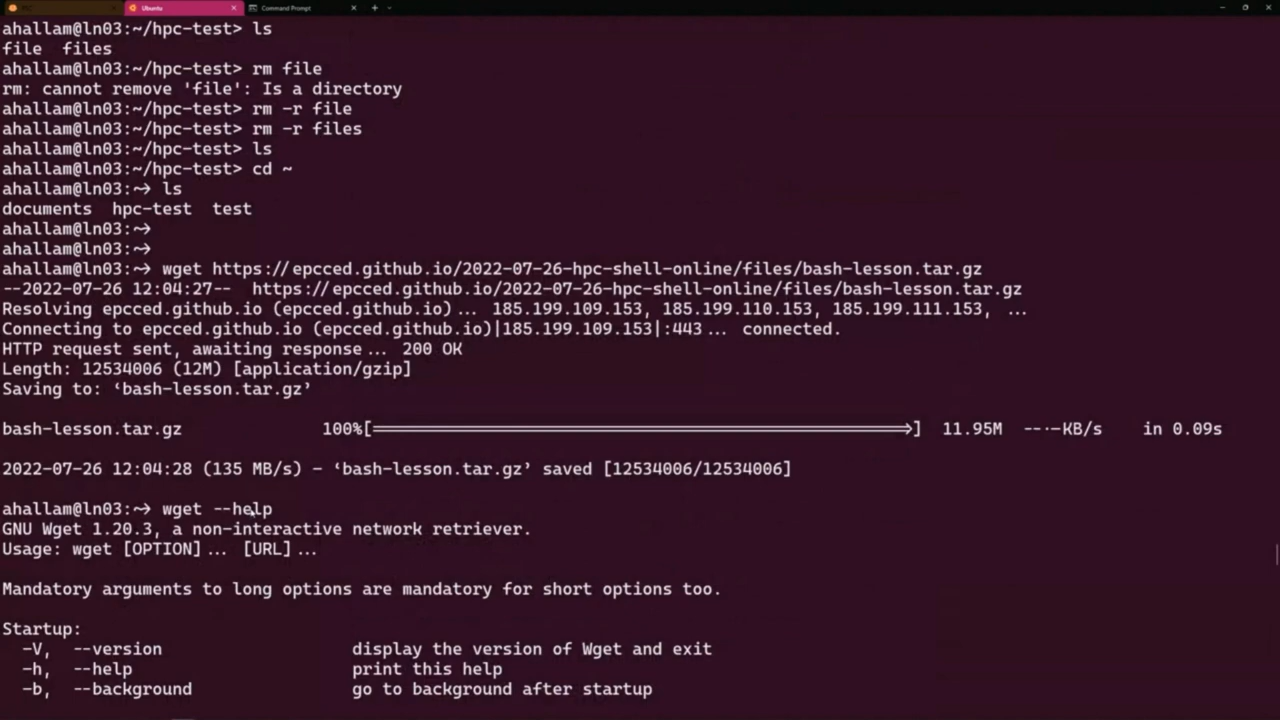 Ubuntu
Command Prompt
ahallam@ln03:~/hpc-test> ls
file  files
ahallam@ln03:~/hpc-test> rm file
rm: cannot remove 'file': Is a directory
ahallam@ln03:~/hpc-test> rm -r file
ahallam@ln03:~/hpc-test> rm -r files
ahallam@ln03:~/hpc-test> ls
ahallam@ln03:~/hpc-test> cd ~
ahallam@ln03:~> ls
documents  hpc-test  test
ahallam@ln03:~>
ahallam@ln03:~>
ahallam@ln03:~> wget https://epcced.github.io/2022-07-26-hpc-shell-online/files/bash-lesson.tar.gz
--2022-07-26 12:04:27--  https://epcced.github.io/2022-07-26-hpc-shell-online/files/bash-lesson.tar.gz
Resolving epcced.github.io (epcced.github.io)... 185.199.109.153, 185.199.110.153, 185.199.111.153, ...
Connecting to epcced.github.io (epcced.github.io)|185.199.109.153|:443... connected.
HTTP request sent, awaiting response... 200 OK
Length: 12534006 (12M) [application/gzip]
Saving to: ‘bash-lesson.tar.gz’
bash-lesson.tar.gz              100%[======================================================>]  11.95M  --.-KB/s    in 0.09s
2022-07-26 12:04:28 (135 MB/s) - ‘bash-lesson.tar.gz’ saved [12534006/12534006]
ahallam@ln03:~> wget --help
GNU Wget 1.20.3, a non-interactive network retriever.
Usage: wget [OPTION]... [URL]...
Mandatory arguments to long options are mandatory for short options too.
Startup:
  -V,  --version                   display the version of Wget and exit
  -h,  --help                      print this help
  -b,  --background                go to background after startup